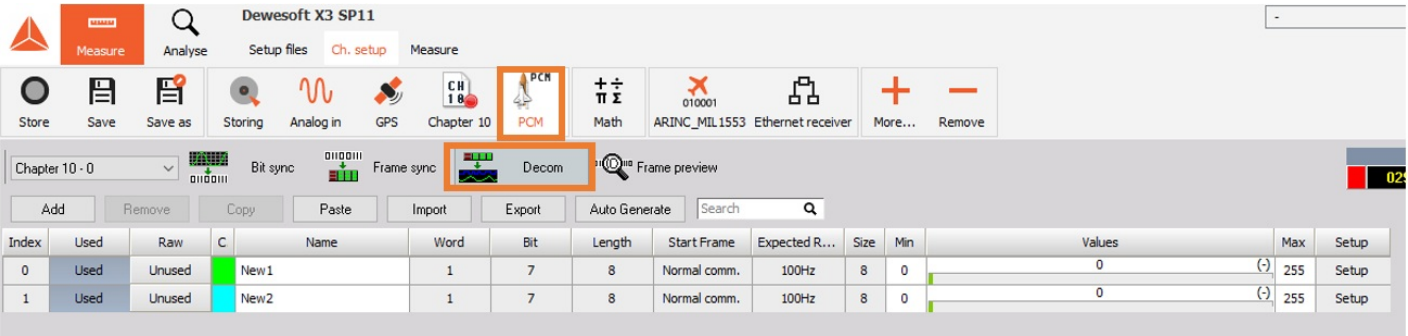 Dewesoft X3 SP11
-
Measure Analyse Setup files Ch. setup Measure
PCM
CH
10
010001
Store Save Save as Storing Analog in GPS Chapter 10 PCM Math ARINC_MIL1553 Ethernet receiver More... Remove
Chapter 10 - 0 Bit sync Frame sync Decom Frame preview
Add Remove Copy Paste Import Export Auto Generate Search
Index Used Raw C Name Word Bit Length Start Frame Expected R... Size Min Values Max Setup
0 Used Unused New1 1 7 8 Normal comm. 100Hz 8 0 0 (-) 255 Setup
1 Used Unused New2 1 7 8 Normal comm. 100Hz 8 0 0 (-) 255 Setup